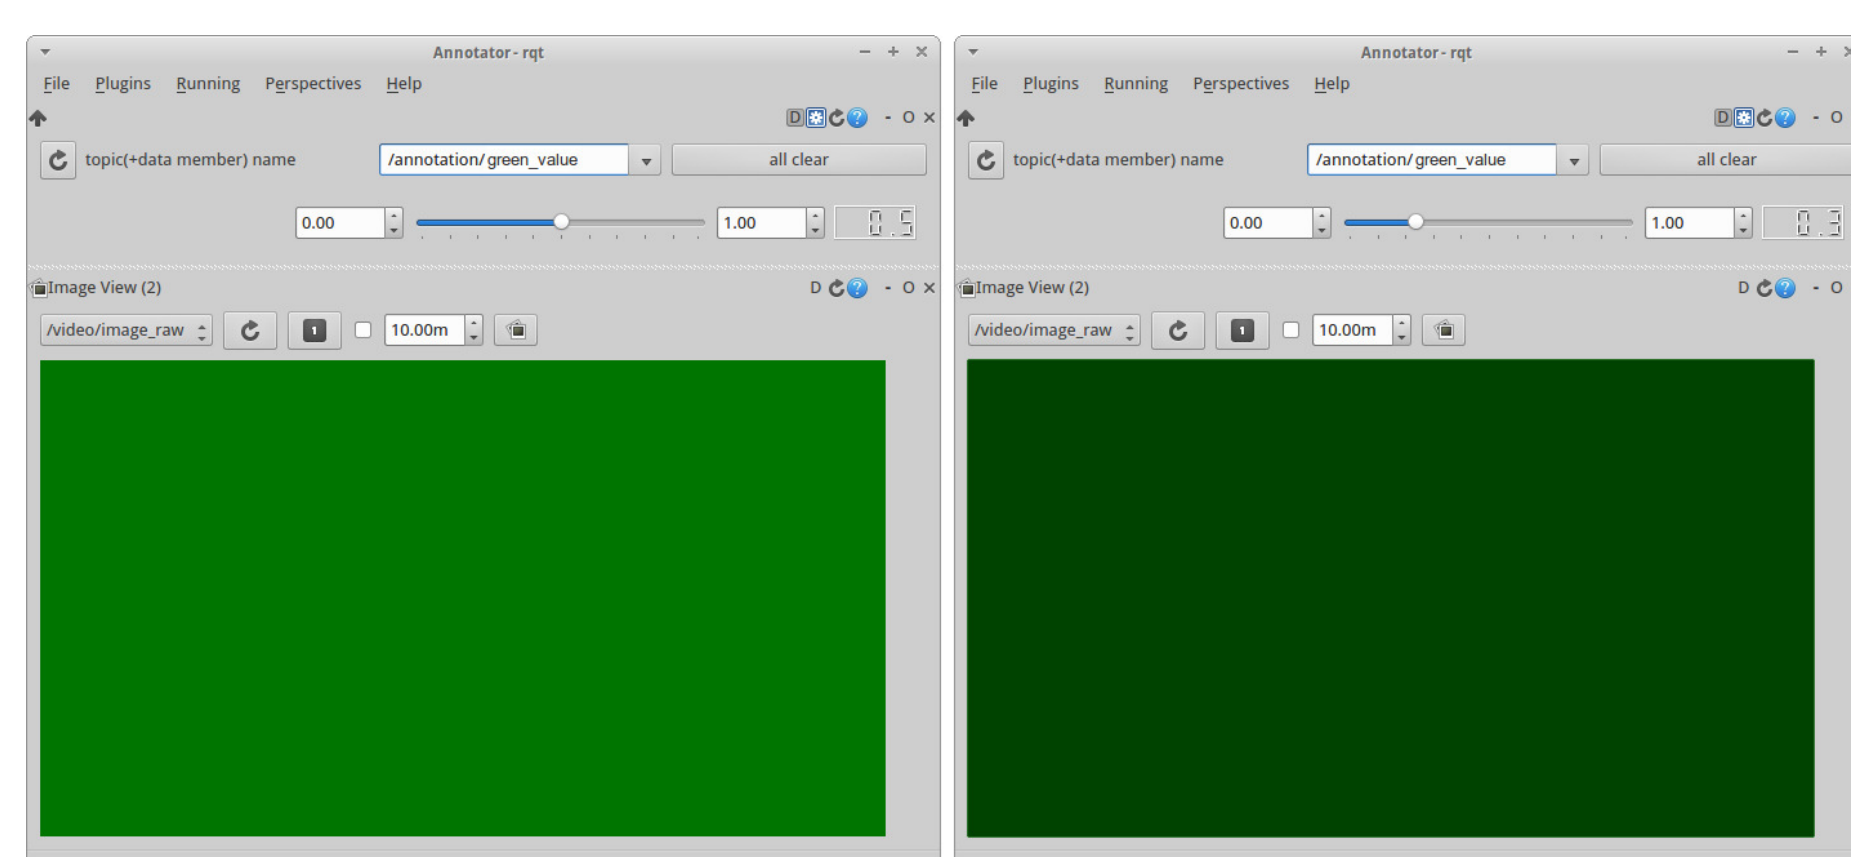 Annotator - rqt
File Plugins Running Perspectives Help
D ? - O ×
topic(+data member) name /annotation/green_value all clear
0.00 1.00 0.5
Image View (2) D ? - O ×
/video/image_raw 1 10.00m
Annotator - rqt
File Plugins Running Perspectives Help
D ? - O
topic(+data member) name /annotation/green_value all clear
0.00 1.00 0.3
Image View (2) D ? - O
/video/image_raw 1 10.00m